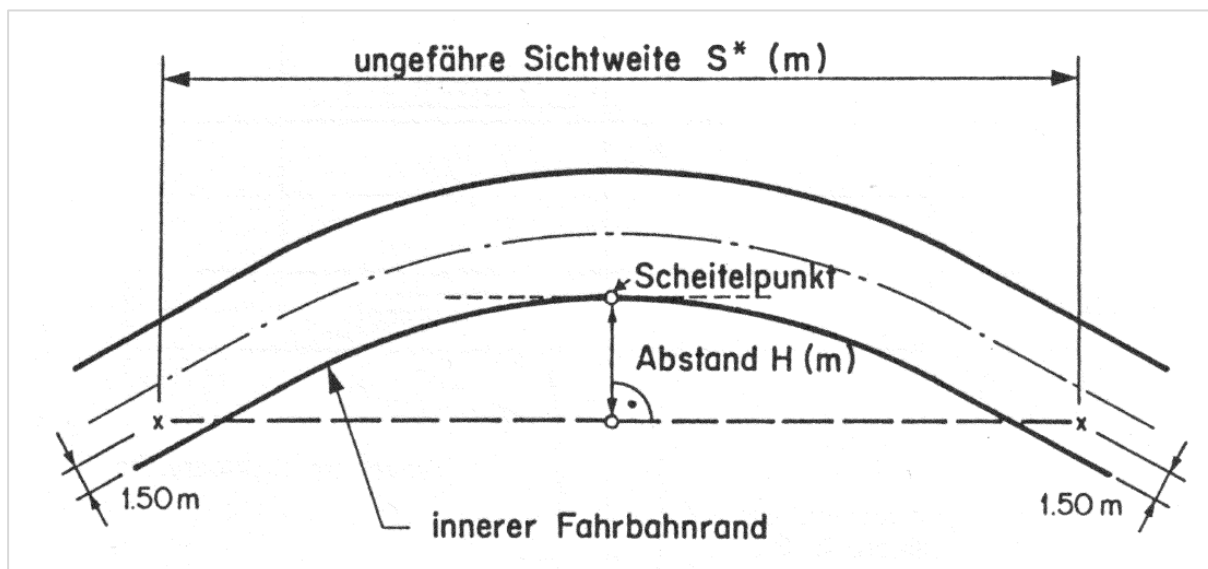 ungefähre Sichtweite S* (m)
Scheitelpunkt
Abstand H (m)
x
x
1.50 m
1.50 m
innerer Fahrbahnrand